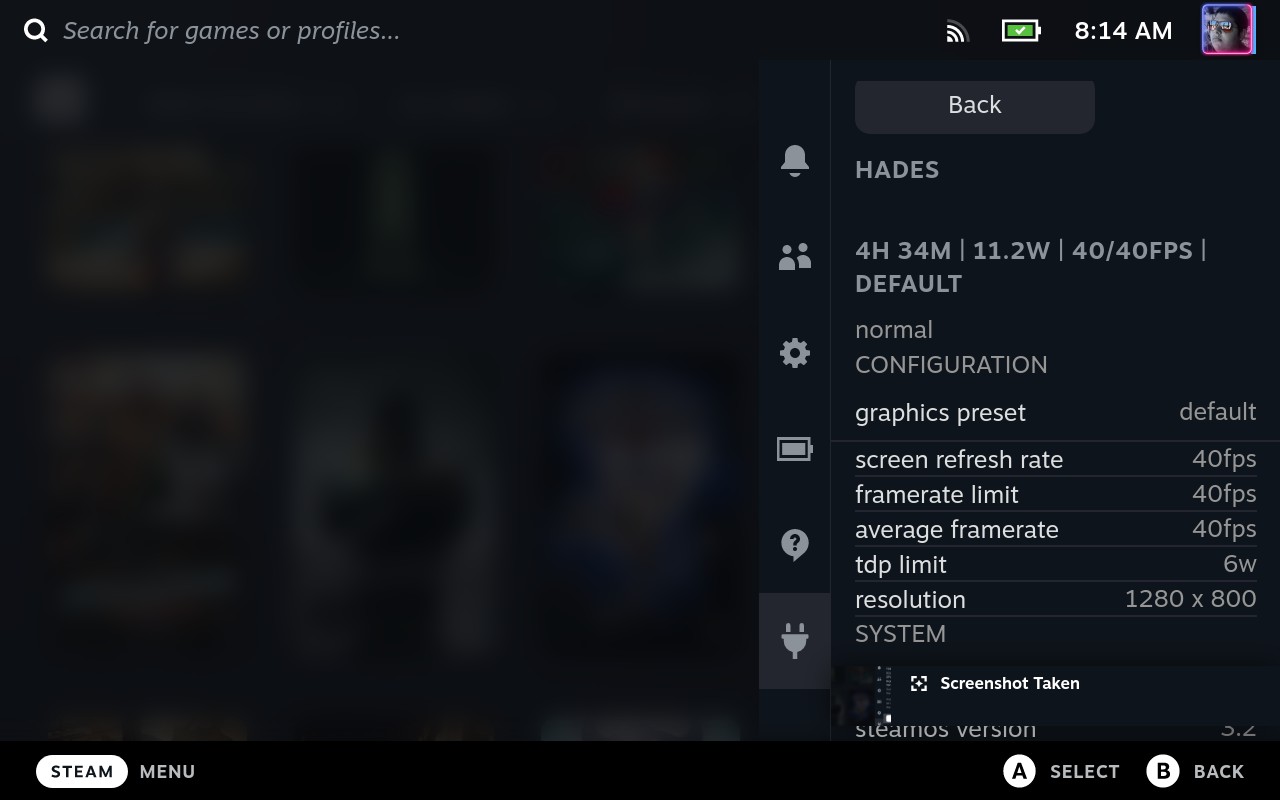 Search for games or profiles...
8:14 AM
Back
HADES
4H 34M | 11.2W | 40/40FPS |
DEFAULT
normal
CONFIGURATION
graphics preset default
screen refresh rate 40fps
framerate limit 40fps
average framerate 40fps
tdp limit 6w
resolution 1280 x 800
SYSTEM
Screenshot Taken
steamos version 3.2
STEAM MENU
A SELECT B BACK